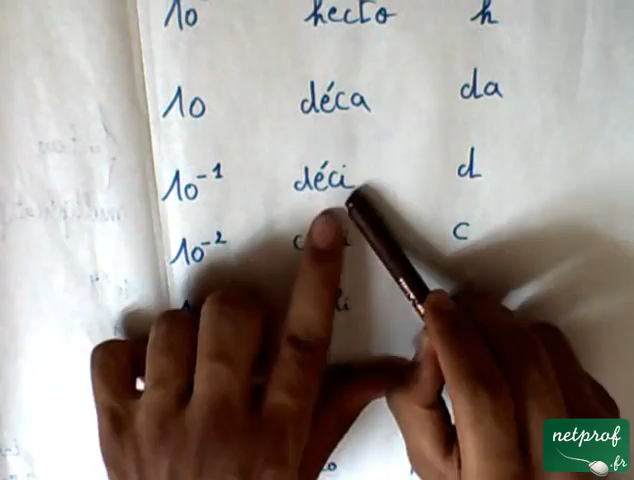 10 hecto h
10 déca da
10⁻¹ déci d
10⁻² c
netprof
.fr